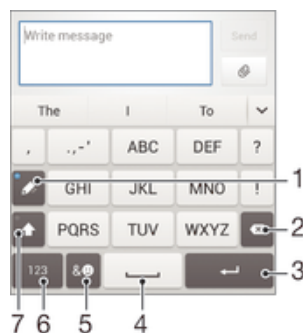 Write message
Send
The I To
, .,-' ABC DEF ?
GHI JKL MNO !
PQRS TUV WXYZ
123 &
1
2
3
7 6 5 4